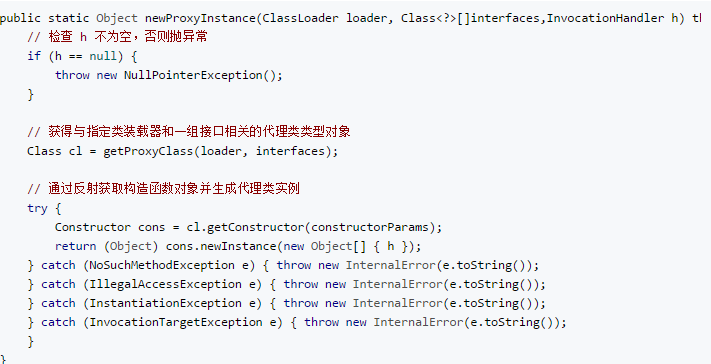 public static Object newProxyInstance(ClassLoader loader, Class<?>[]interfaces,InvocationHandler h) th
// 检查 h 不为空，否则抛异常
if (h == null) {
throw new NullPointerException();
}
// 获得与指定类装载器和一组接口相关的代理类类型对象
Class cl = getProxyClass(loader, interfaces);
// 通过反射获取构造函数对象并生成代理类实例
try {
Constructor cons = cl.getConstructor(constructorParams);
return (Object) cons.newInstance(new Object[] { h });
} catch (NoSuchMethodException e) { throw new InternalError(e.toString());
} catch (IllegalAccessException e) { throw new InternalError(e.toString());
} catch (InstantiationException e) { throw new InternalError(e.toString());
} catch (InvocationTargetException e) { throw new InternalError(e.toString());
}
}